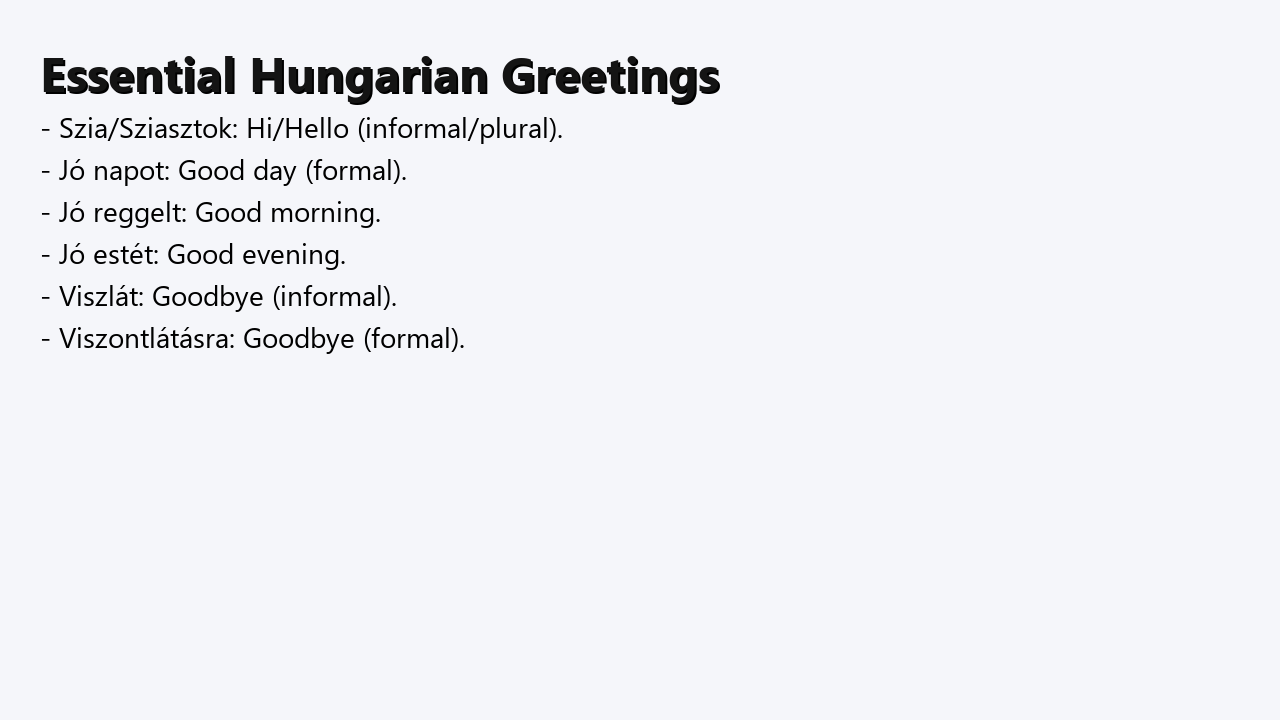 Essential Hungarian Greetings
- Szia/Sziasztok: Hi/Hello (informal/plural).
- Jó napot: Good day (formal).
- Jó reggelt: Good morning.
- Jó estét: Good evening.
- Viszlát: Goodbye (informal).
- Viszontlátásra: Goodbye (formal).